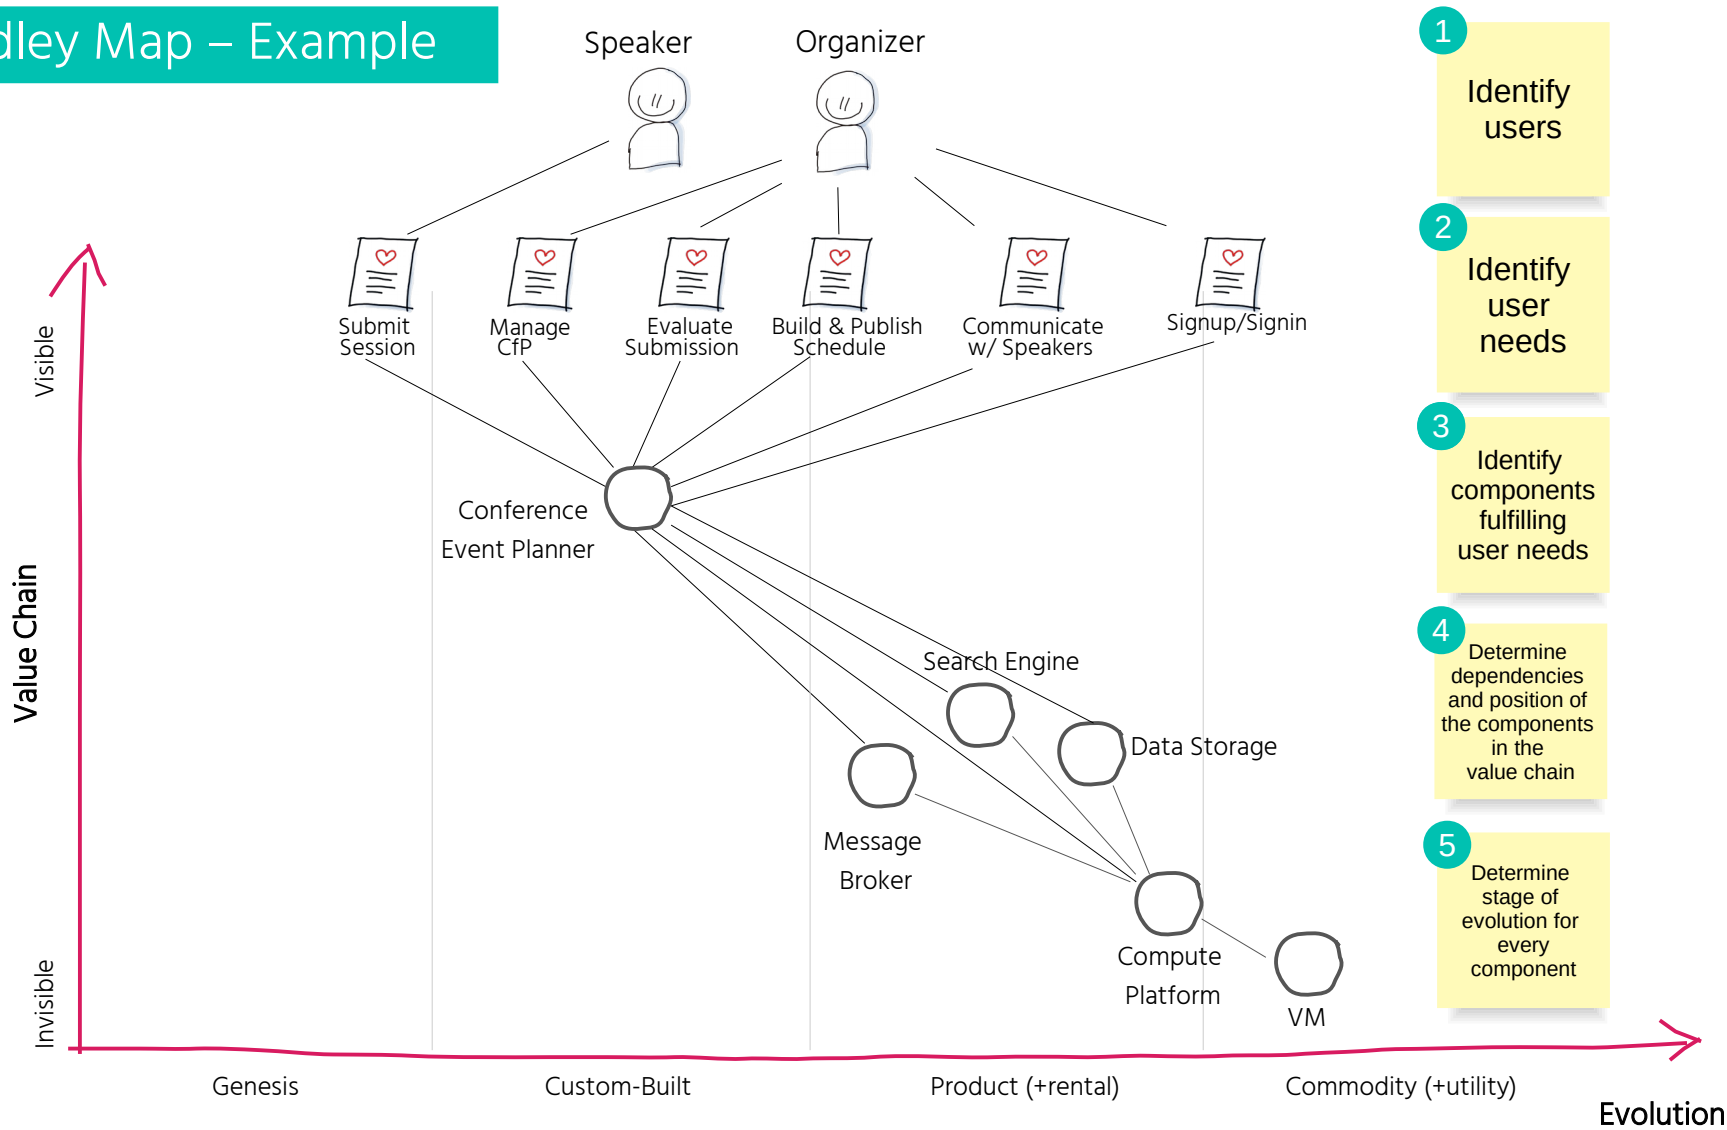 dley Map – Example
Speaker
Organizer
Submit
Session
Manage
CfP
Evaluate
Submission
Build & Publish
Schedule
Communicate
w/ Speakers
Signup/Signin
Conference
Event Planner
Search Engine
Data Storage
Message
Broker
Compute
Platform
VM
Value Chain
Visible
Invisible
Genesis
Custom-Built
Product (+rental)
Commodity (+utility)
Evolution
1
Identify
users
2
Identify
user
needs
3
Identify
components
fulfilling
user needs
4
Determine
dependencies
and position of
the components
in the
value chain
5
Determine
stage of
evolution for
every
component